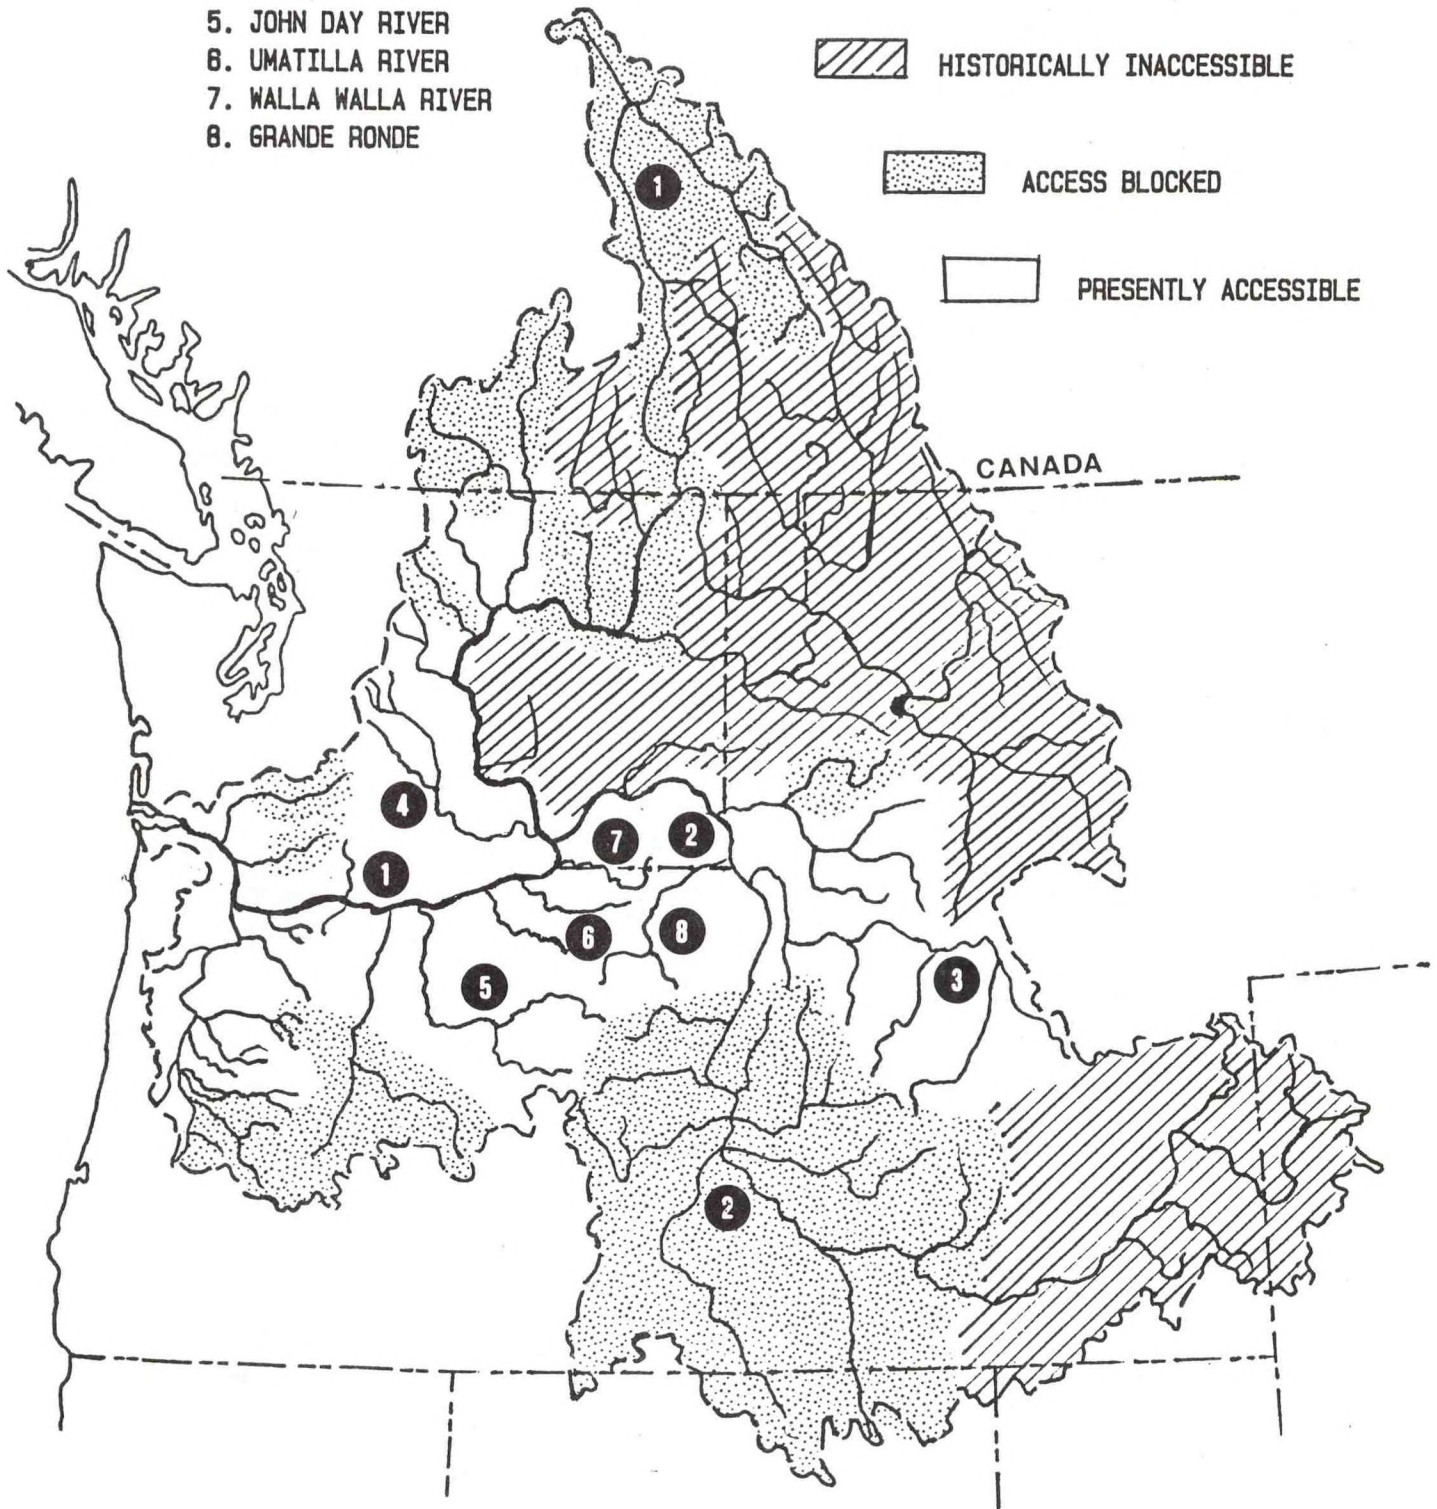 5. JOHN DAY RIVER
6. UMATILLA RIVER
7. WALLA WALLA RIVER
8. GRANDE RONDE
HISTORICALLY INACCESSIBLE
ACCESS BLOCKED
PRESENTLY ACCESSIBLE
1
CANADA
4
7
2
1
6
8
5
3
2